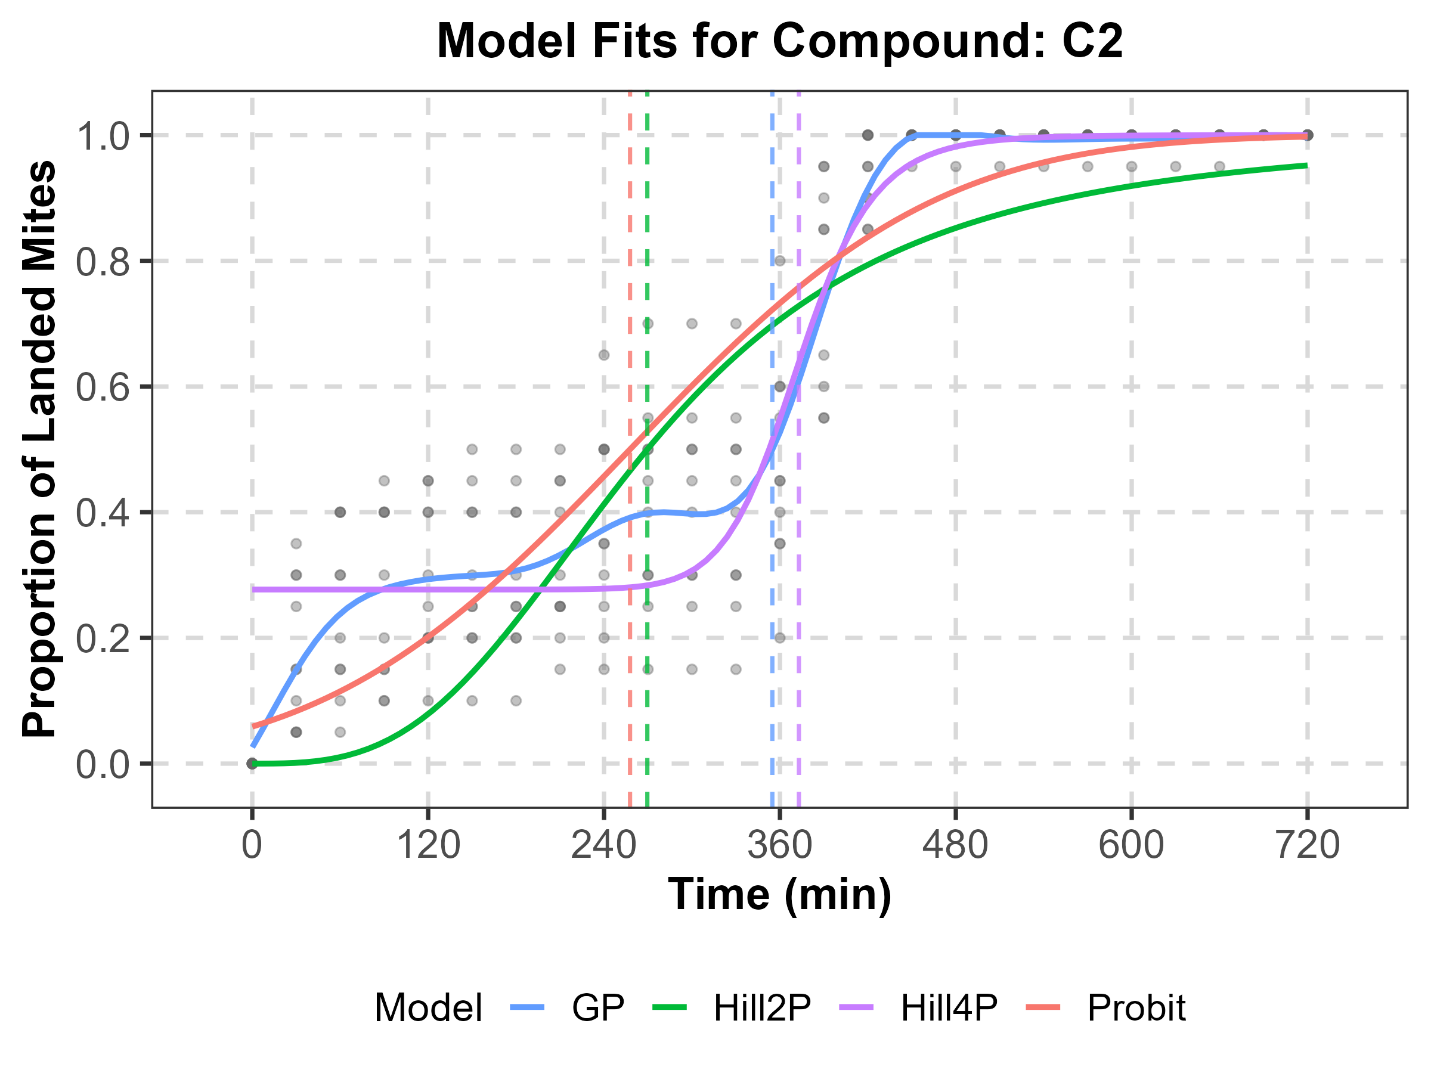 Model Fits for Compound: C2
Proportion of Landed Mites
1.0
0.8
0.6
0.4
0.2
0.0
0 120 240 360 480 600 720
Time (min)
Model GP Hill2P Hill4P Probit